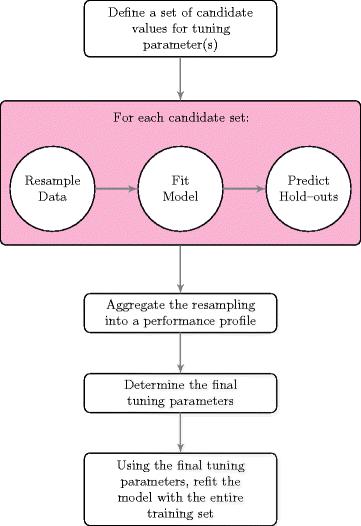 Define a set of candidate
values for tuning
parameter(s)
For each candidate set:
Resample
Data
Fit
Model
Predict
Hold–outs
Aggregate the resampling
into a performance profile
Determine the final
tuning parameters
Using the final tuning
parameters, refit the
model with the entire
training set